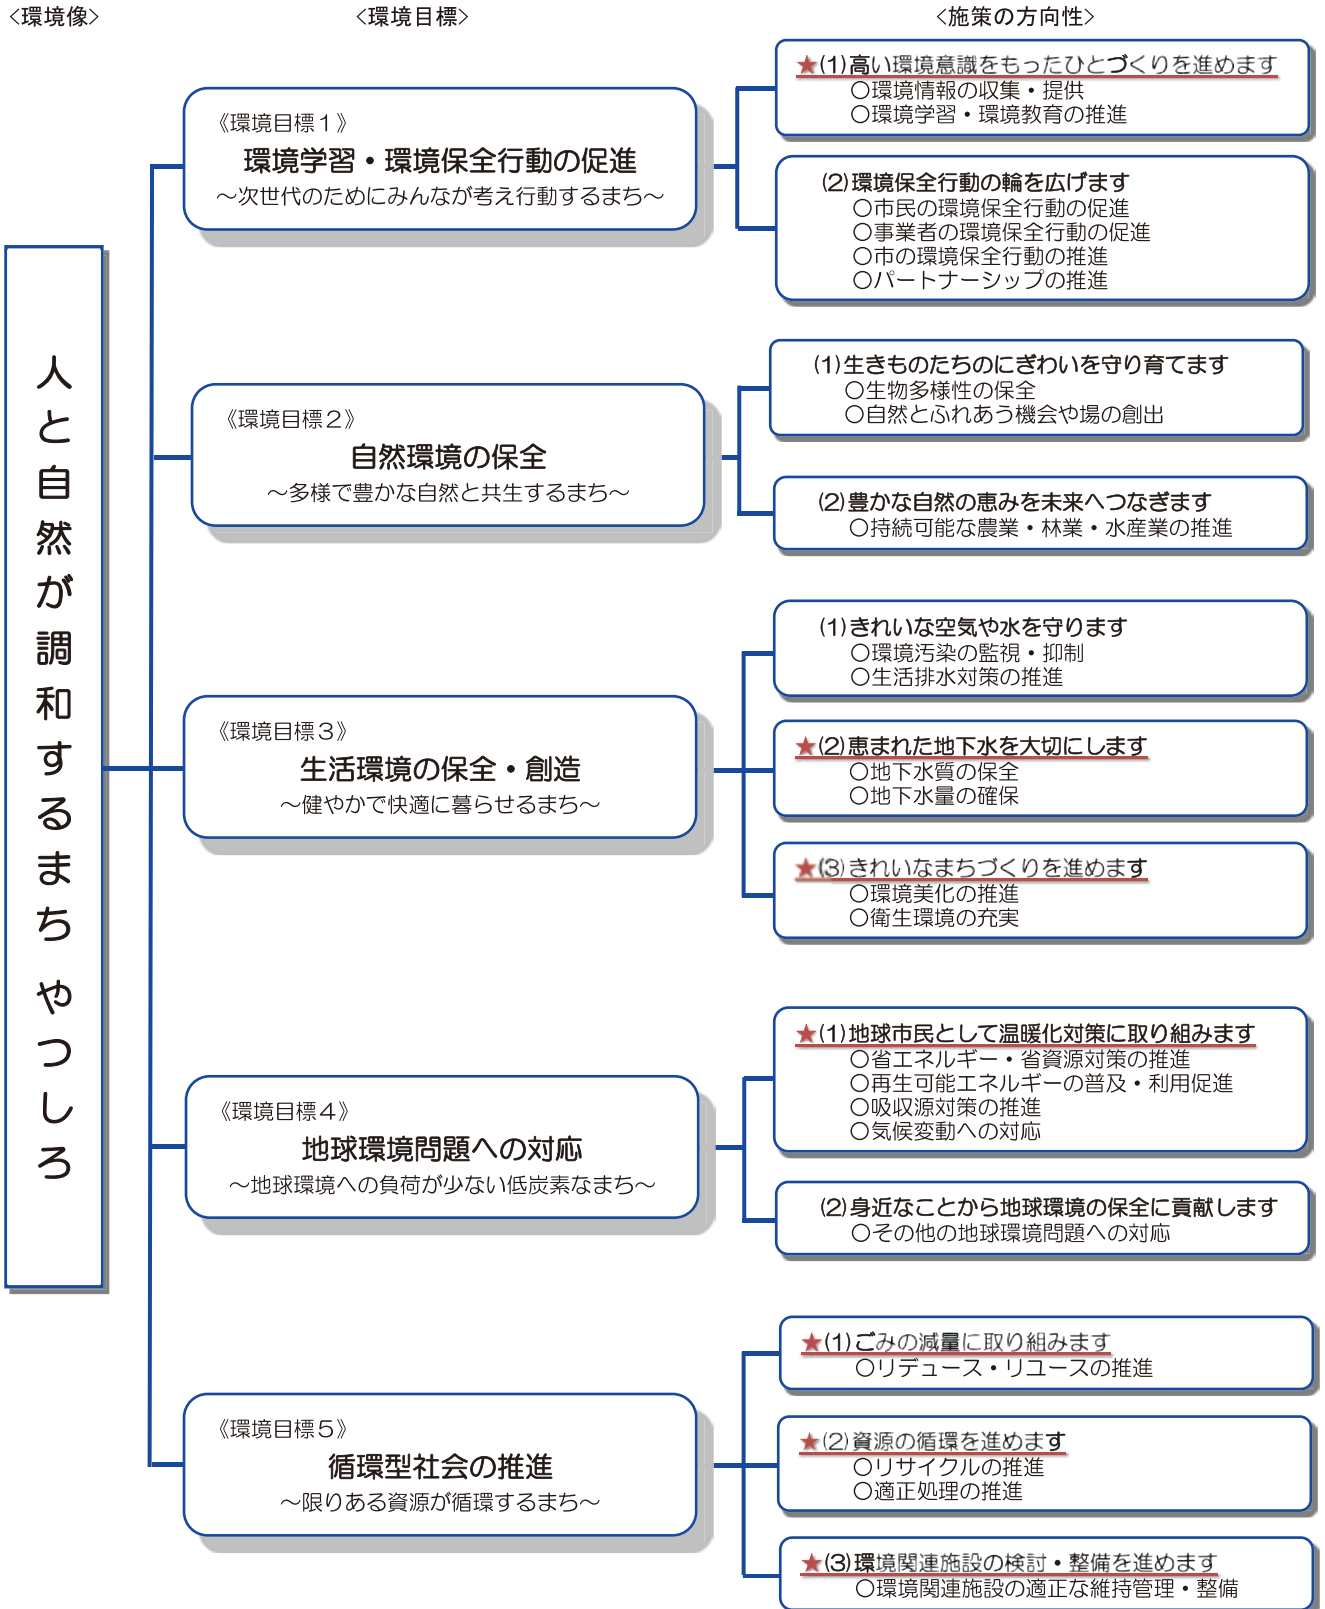 <環境像>
<環境目標>
<施策の方向性>
人と自然が調和するまち やつしろ
《環境目標１》
環境学習・環境保全行動の促進
～次世代のためにみんなが考え行動するまち～
★(1)高い環境意識をもったひとづくりを進めます
○環境情報の収集・提供
○環境学習・環境教育の推進
(2)環境保全行動の輪を広げます
○市民の環境保全行動の促進
○事業者の環境保全行動の促進
○市の環境保全行動の推進
○パートナーシップの推進
《環境目標２》
自然環境の保全
～多様で豊かな自然と共生するまち～
(1)生きものたちのにぎわいを守り育てます
○生物多様性の保全
○自然とふれあう機会や場の創出
(2)豊かな自然の恵みを未来へつなぎます
○持続可能な農業・林業・水産業の推進
《環境目標３》
生活環境の保全・創造
～健やかで快適に暮らせるまち～
(1)きれいな空気や水を守ります
○環境汚染の監視・抑制
○生活排水対策の推進
★(2)恵まれた地下水を大切にします
○地下水質の保全
○地下水量の確保
★(3)きれいなまちづくりを進めます
○環境美化の推進
○衛生環境の充実
《環境目標４》
地球環境問題への対応
～地球環境への負荷が少ない低炭素なまち～
★(1)地球市民として温暖化対策に取り組みます
○省エネルギー・省資源対策の推進
○再生可能エネルギーの普及・利用促進
○吸収源対策の推進
○気候変動への対応
(2)身近なことから地球環境の保全に貢献します
○その他の地球環境問題への対応
《環境目標５》
循環型社会の推進
～限りある資源が循環するまち～
★(1)ごみの減量に取り組みます
○リデュース・リユースの推進
★(2)資源の循環を進めます
○リサイクルの推進
○適正処理の推進
★(3)環境関連施設の検討・整備を進めます
○環境関連施設の適正な維持管理・整備